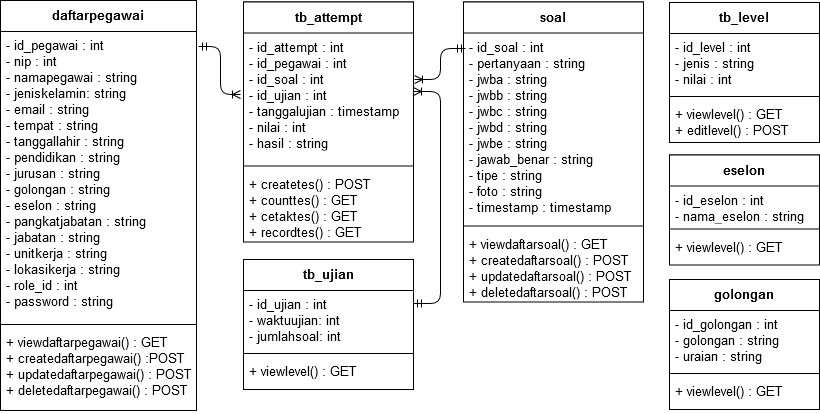 daftarpegawai
- id_pegawai : int
- nip : int
- namapegawai : string
- jeniskelamin: string
- email : string
- tempat : string
- tanggallahir : string
- pendidikan : string
- jurusan : string
- golongan : string
- eselon : string
- pangkatjabatan : string
- jabatan : string
- unitkerja : string
- lokasikerja : string
- role_id : int
- password : string
+ viewdaftarpegawai() : GET
+ createdaftarpegawai() :POST
+ updatedaftarpegawai() : POST
+ deletedaftarpegawai() : POST
tb_attempt
- id_attempt : int
- id_pegawai : int
- id_soal : int
- id_ujian : int
- tanggalujian : timestamp
- nilai : int
- hasil : string
+ createtes() : POST
+ counttes() : GET
+ cetaktes() : GET
+ recordtes() : GET
tb_ujian
- id_ujian : int
- waktuujian: int
- jumlahsoal: int
+ viewlevel() : GET
soal
- id_soal : int
- pertanyaan : string
- jwba : string
- jwbb : string
- jwbc : string
- jwbd : string
- jwbe : string
- jawab_benar : string
- tipe : string
- foto : string
- timestamp : timestamp
+ viewdaftarsoal() : GET
+ createdaftarsoal() : POST
+ updatedaftarsoal() : POST
+ deletedaftarsoal() : POST
tb_level
- id_level : int
- jenis : string
- nilai : int
+ viewlevel() : GET
+ editlevel() : POST
eselon
- id_eselon : int
- nama_eselon : string
+ viewlevel() : GET
golongan
- id_golongan : int
- golongan : string
- uraian : string
+ viewlevel() : GET